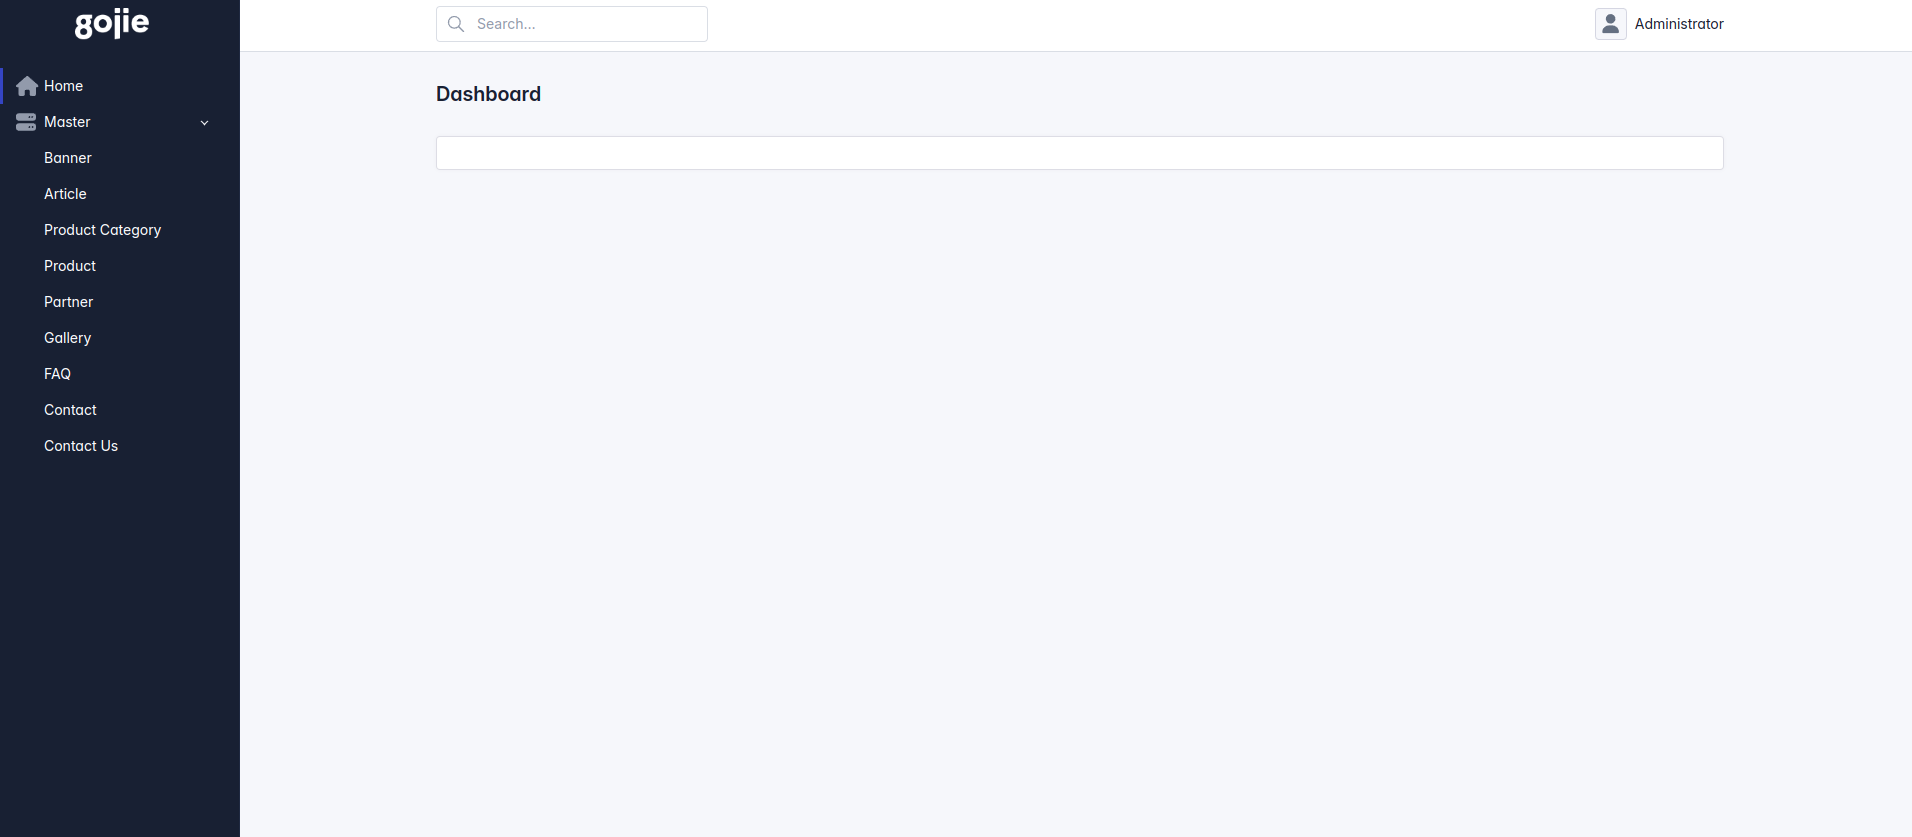 gojie
Search...
Administrator
Home
Master
Banner
Article
Product Category
Product
Partner
Gallery
FAQ
Contact
Contact Us
Dashboard